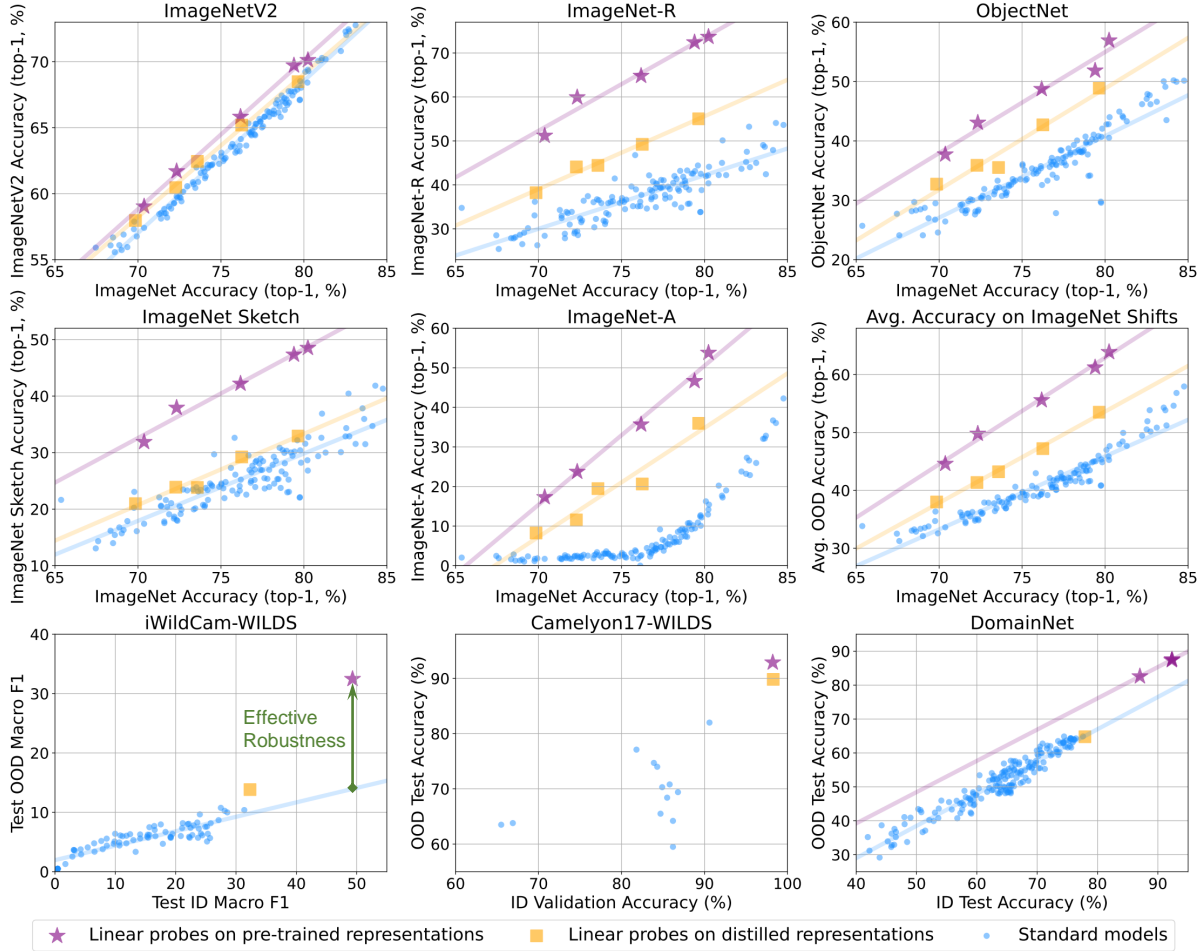 ImageNetV2
ImageNetV2 Accuracy (top-1, %)
70
65
60
55
65 70 75 80 85
ImageNet Accuracy (top-1, %)
ImageNet-R
ImageNet-R Accuracy (top-1, %)
70
60
50
40
30
65 70 75 80 85
ImageNet Accuracy (top-1, %)
ObjectNet
ObjectNet Accuracy (top-1, %)
60
50
40
30
20
65 70 75 80 85
ImageNet Accuracy (top-1, %)
ImageNet Sketch
ImageNet Sketch Accuracy (top-1, %)
50
40
30
20
10
65 70 75 80 85
ImageNet Accuracy (top-1, %)
ImageNet-A
ImageNet-A Accuracy (top-1, %)
60
50
40
30
20
10
0
65 70 75 80 85
ImageNet Accuracy (top-1, %)
Avg. Accuracy on ImageNet Shifts
Avg. OOD Accuracy (top-1, %)
60
50
40
30
65 70 75 80 85
ImageNet Accuracy (top-1, %)
iWildCam-WILDS
Test OOD Macro F1
40
30
20
10
0
Effective
Robustness
0 10 20 30 40 50
Test ID Macro F1
Camelyon17-WILDS
OOD Test Accuracy (%)
90
80
70
60
60 70 80 90 100
ID Validation Accuracy (%)
DomainNet
OOD Test Accuracy (%)
90
80
70
60
50
40
30
40 50 60 70 80 90
ID Test Accuracy (%)
Linear probes on pre-trained representations
Linear probes on distilled representations
Standard models